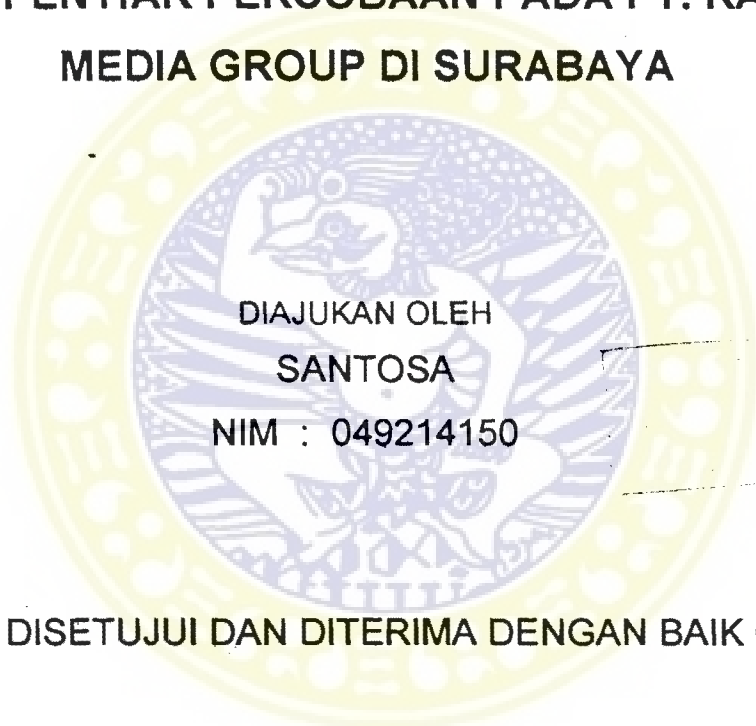 MEDIA GROUP DI SURABAYA
DIAJUKAN OLEH
SANTOSA
NIM : 049214150
DISETUJUI DAN DITERIMA DENGAN BAIK